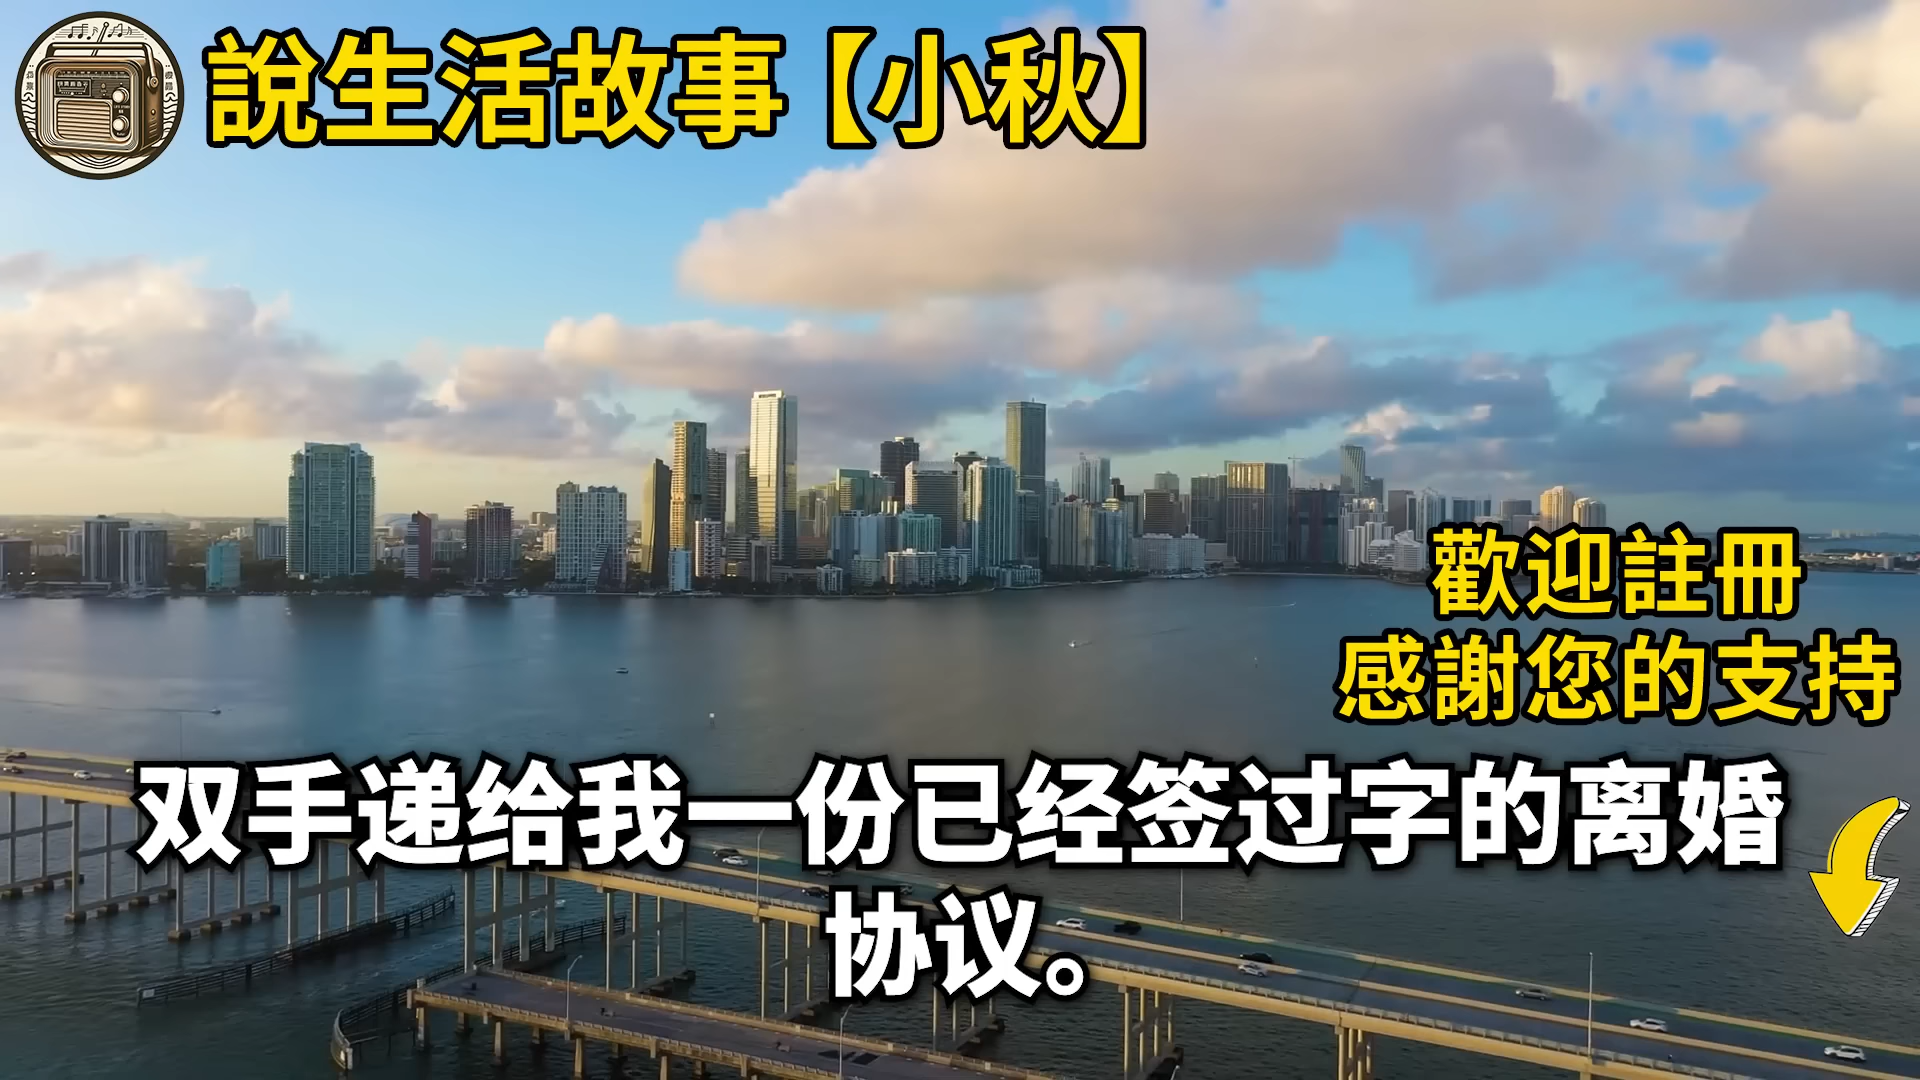 說生活故事【小秋】
歡迎註冊
感謝您的支持
双手递给我一份已经签过字的离婚
协议。